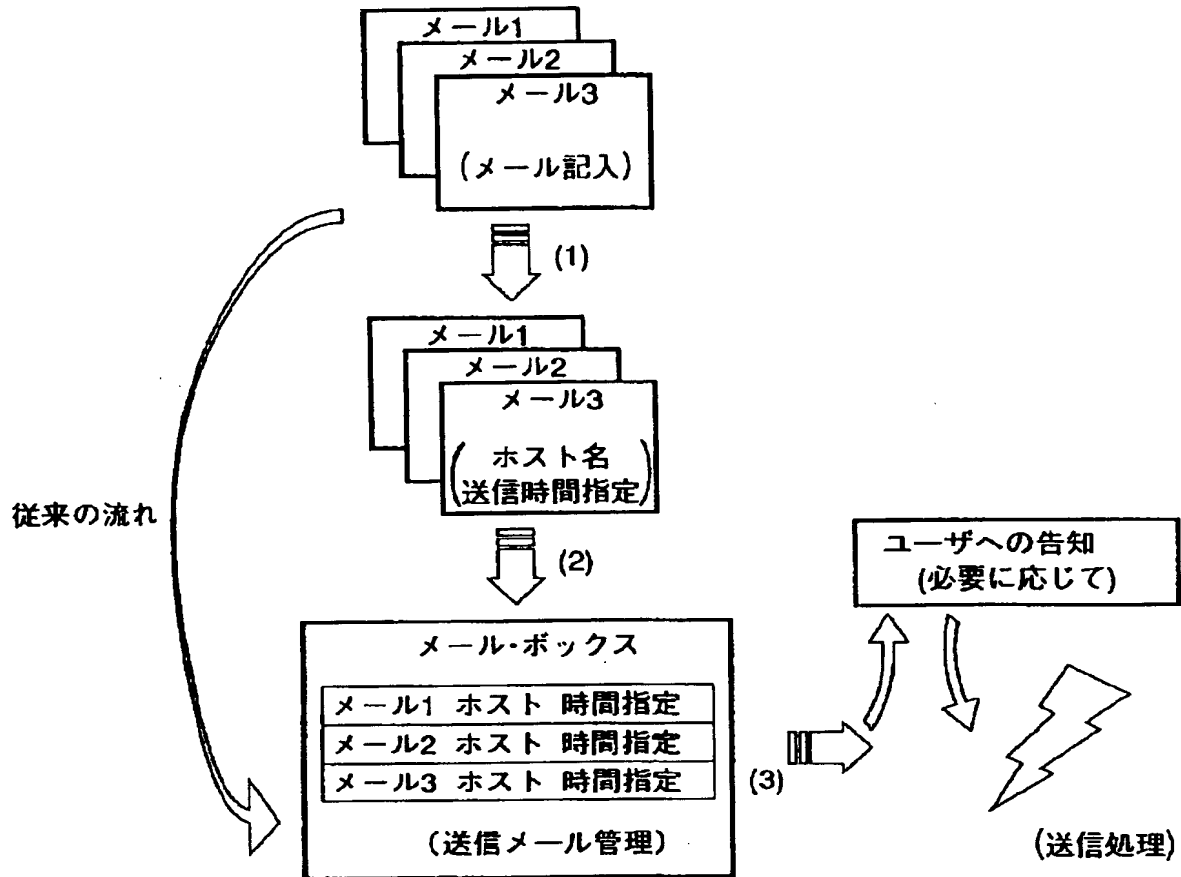 メール1
メール2
メール3
(メール記入)
(1)
メール1
メール2
メール3
(ホスト名
送信時間指定)
従来の流れ
(2)
ユーザへの告知
(必要に応じて)
メール・ボックス
メール1 ホスト 時間指定
メール2 ホスト 時間指定
メール3 ホスト 時間指定
(3)
(送信メール管理)
(送信処理)